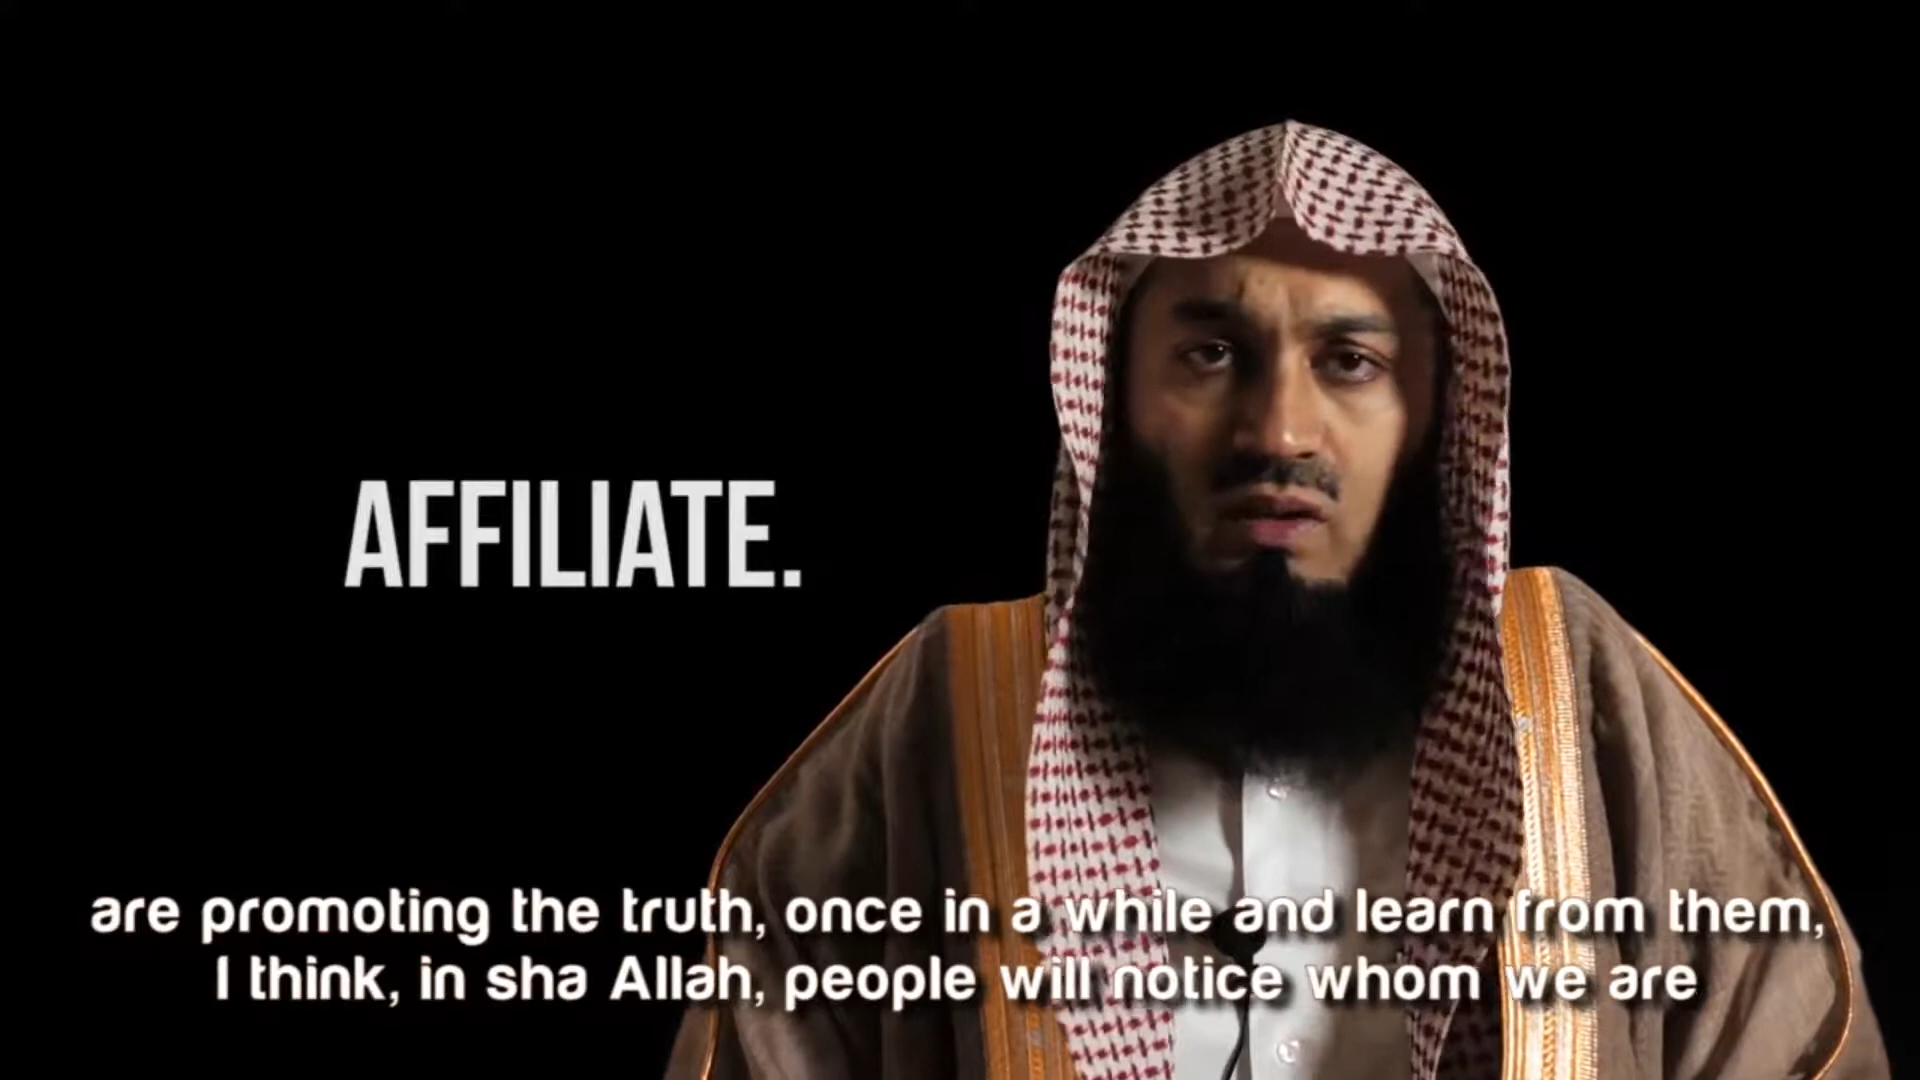 AFFILIATE.
are promoting the truth, once in a while and learn from them,
I think, in sha Allah, people will notice whom we are